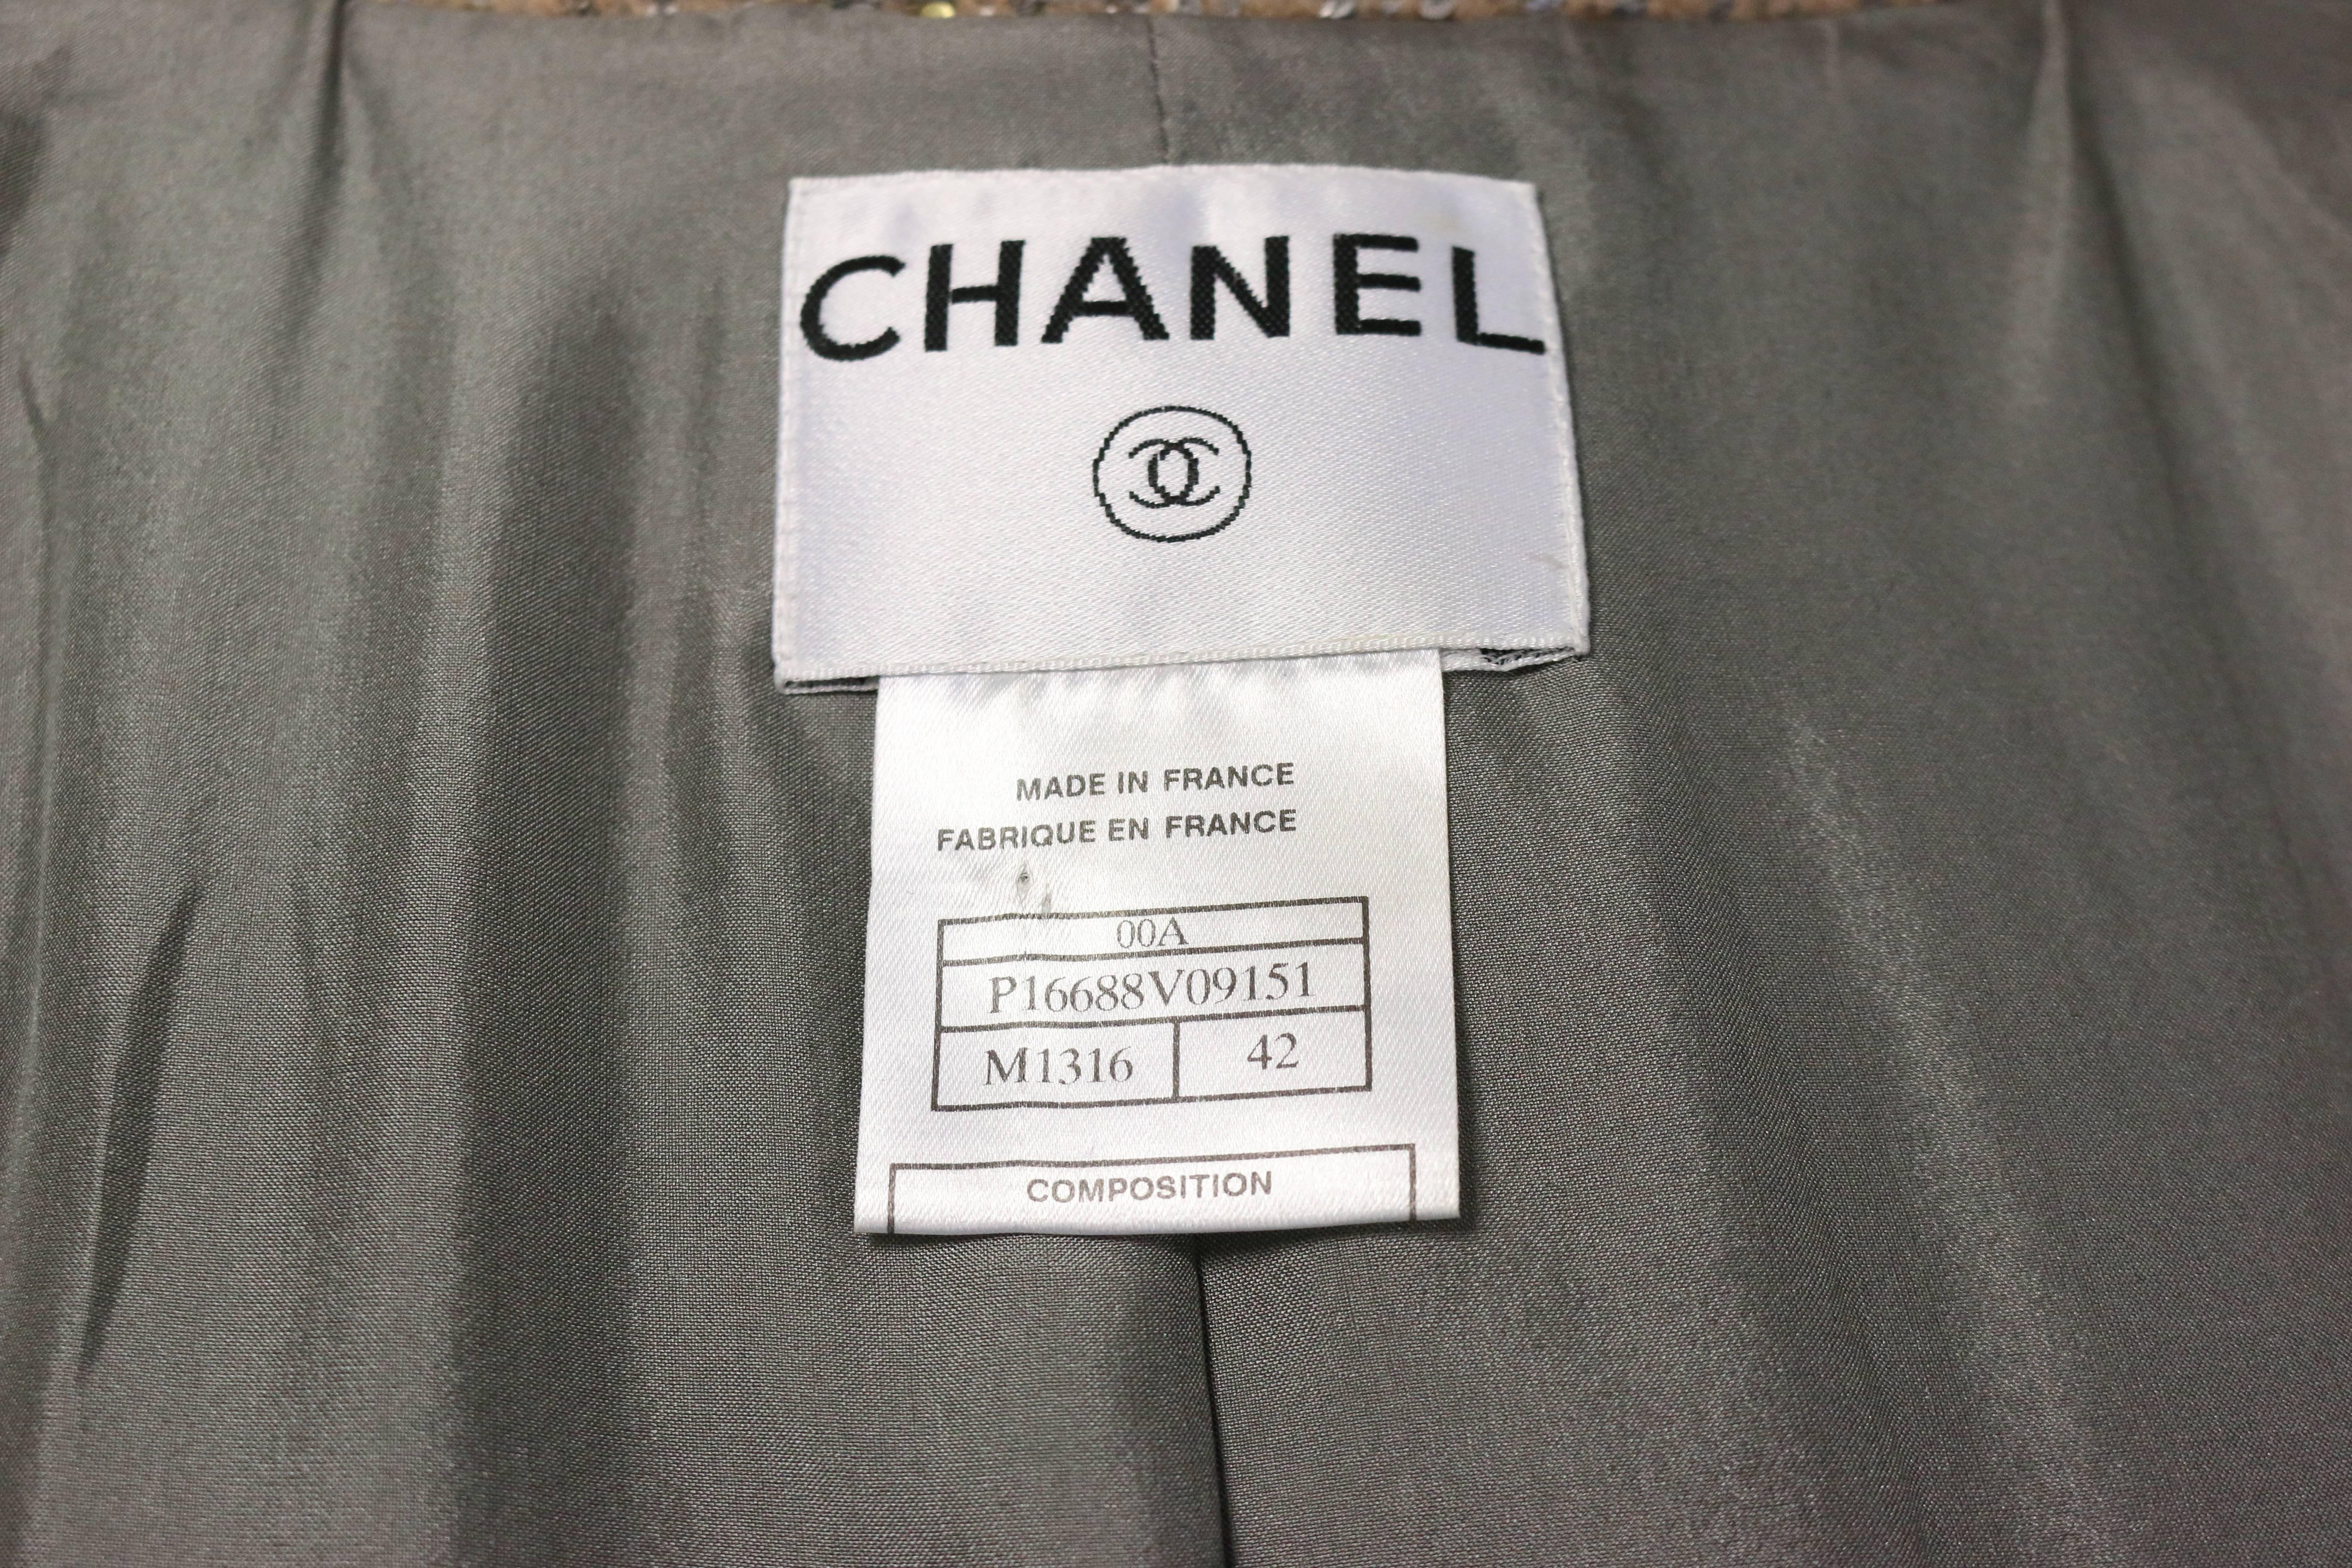 CHANEL
MADE IN FRANCE
FABRIQUE EN FRANCE
00A
P16688V09151
M1316 42
COMPOSITION